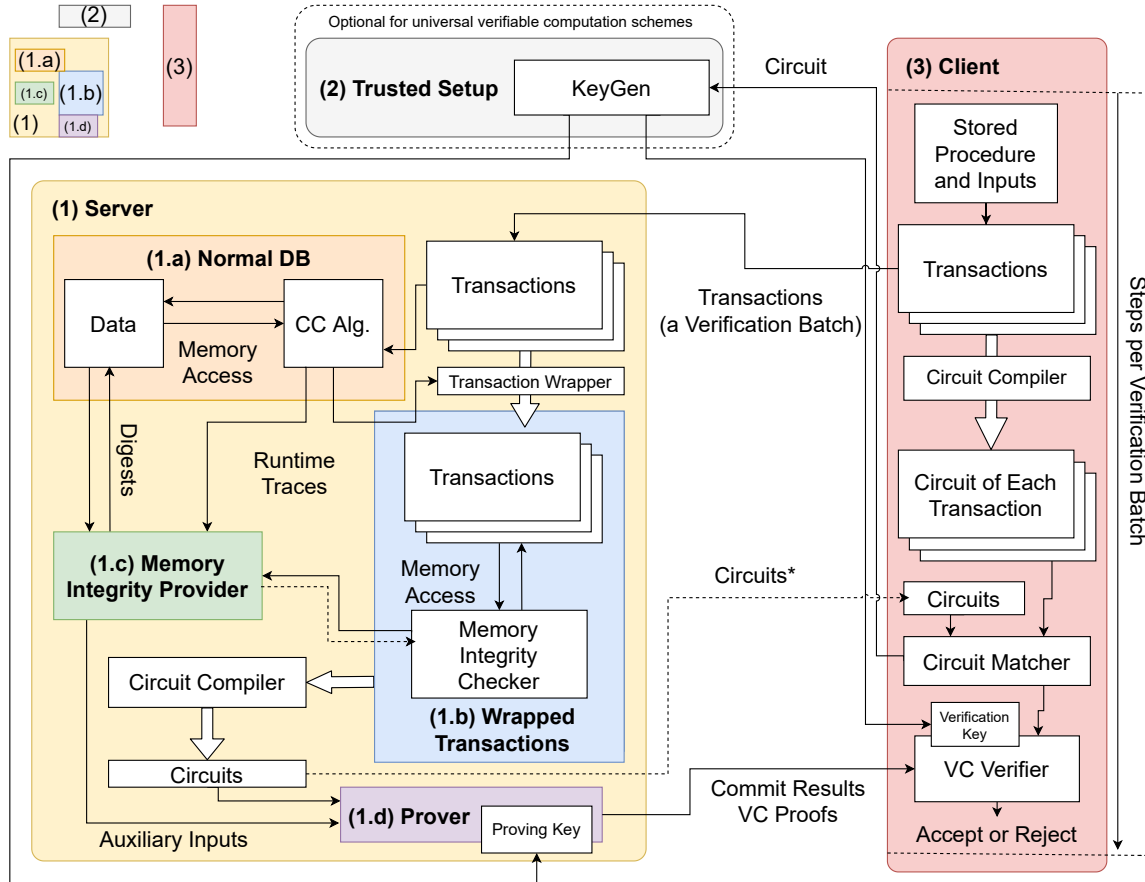 (2)
(1.a)
(1.c)
(1.b)
(1)
(1.d)
(3)
Optional for universal verifiable computation schemes
(2) Trusted Setup
KeyGen
Circuit
(3) Client
Stored
Procedure
and Inputs
Transactions
Circuit Compiler
Circuit of Each
Transaction
Circuits
Circuit Matcher
Verification
Key
VC Verifier
Accept or Reject
Steps per Verification Batch
(1) Server
(1.a) Normal DB
Data
CC Alg.
Memory
Access
Transactions
Transactions
(a Verification Batch)
Transaction Wrapper
Digests
Runtime
Traces
Transactions
(1.c) Memory
Integrity Provider
Memory
Access
Memory
Integrity
Checker
(1.b) Wrapped
Transactions
Circuits*
Circuit Compiler
Circuits
Auxiliary Inputs
(1.d) Prover
Proving Key
Commit Results
VC Proofs